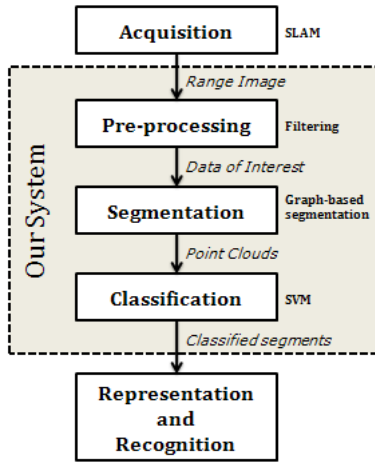 Acquisition
SLAM
Range Image
Pre-processing
Filtering
Data of Interest
Our System
Segmentation
Graph-based
segmentation
Point Clouds
Classification
SVM
Classified segments
Representation
and
Recognition